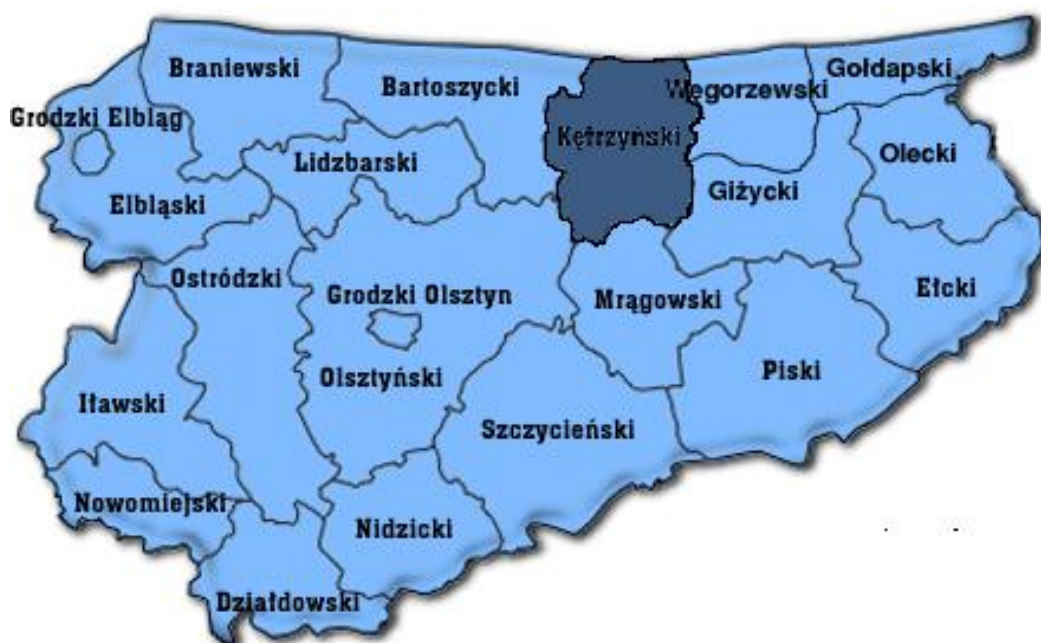 Braniewski
Bartoszycki
Węgorzewski
Gołdapski
Grodzki Elbląg
Kętrzyński
Lidzbarski
Olecki
Elbląski
Giżycki
Ostródzki
Grodzki Olsztyn
Mrągowski
Ełcki
Olsztyński
Piski
Iławski
Szczycieński
Nowomiejski
Nidzicki
Działdowski